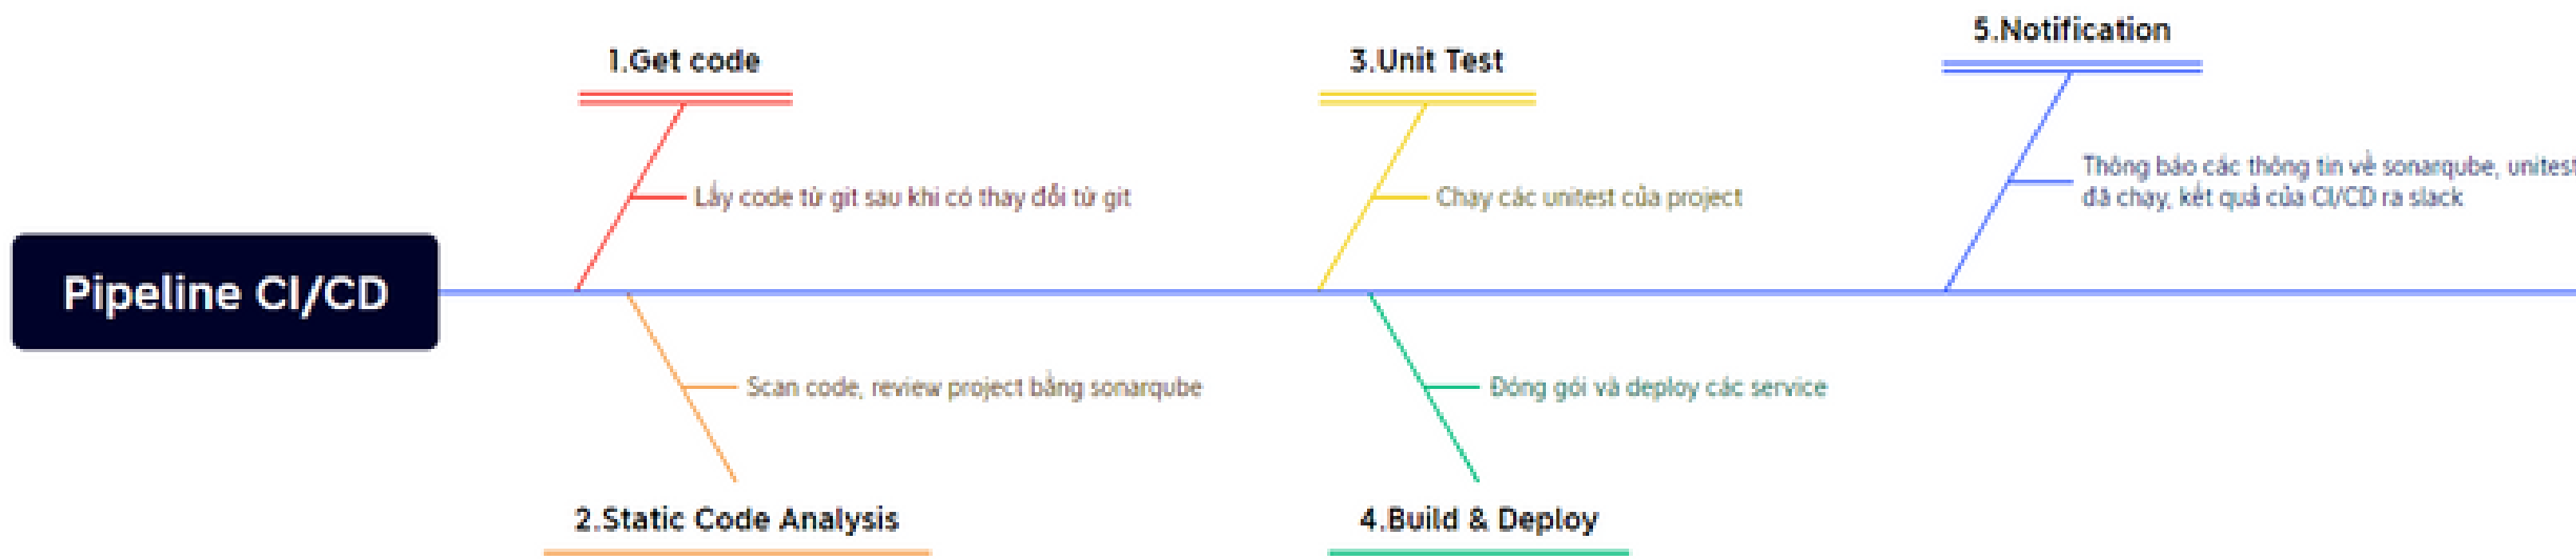 Pipeline CI/CD
1.Get code
Lấy code từ git sau khi có thay đổi từ git
2.Static Code Analysis
Scan code, review project bằng sonarqube
3.Unit Test
Chạy các unitest của project
4.Build & Deploy
Đóng gói và deploy các service
5.Notification
Thông báo các thông tin về sonarqube, unitest
đã chạy, kết quả của CI/CD ra slack